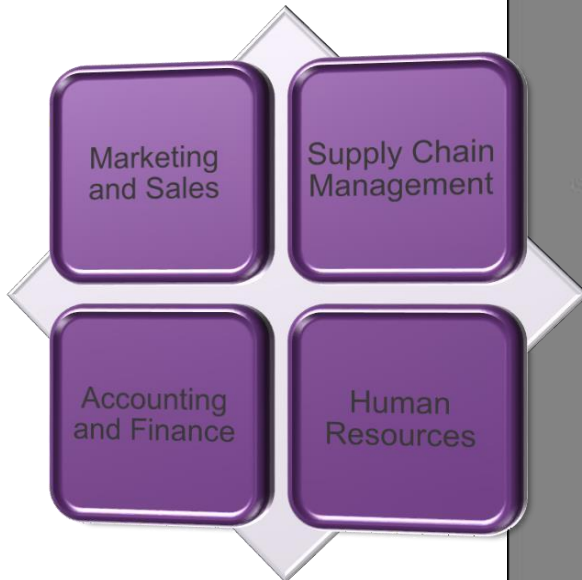 Marketing
and Sales
Supply Chain
Management
Accounting
and Finance
Human
Resources